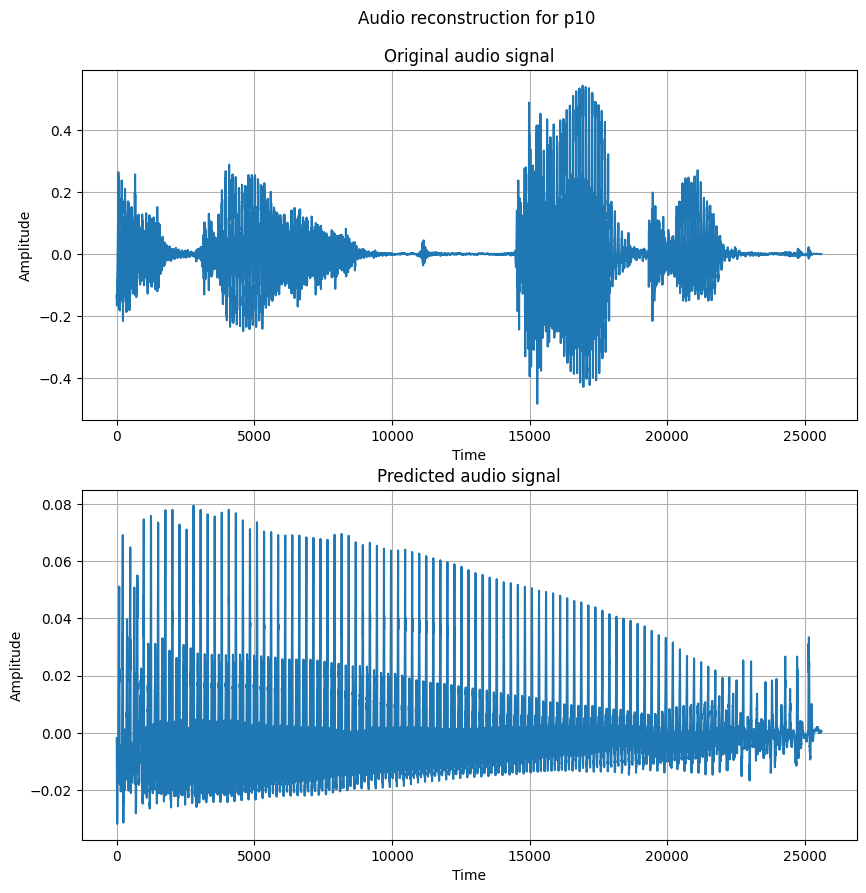 Audio reconstruction for p10
Original audio signal
0.4
0.2
0.0
−0.2
−0.4
Amplitude
0 5000 10000 15000 20000 25000
Time
Predicted audio signal
0.08
0.06
0.04
0.02
0.00
−0.02
Amplitude
0 5000 10000 15000 20000 25000
Time